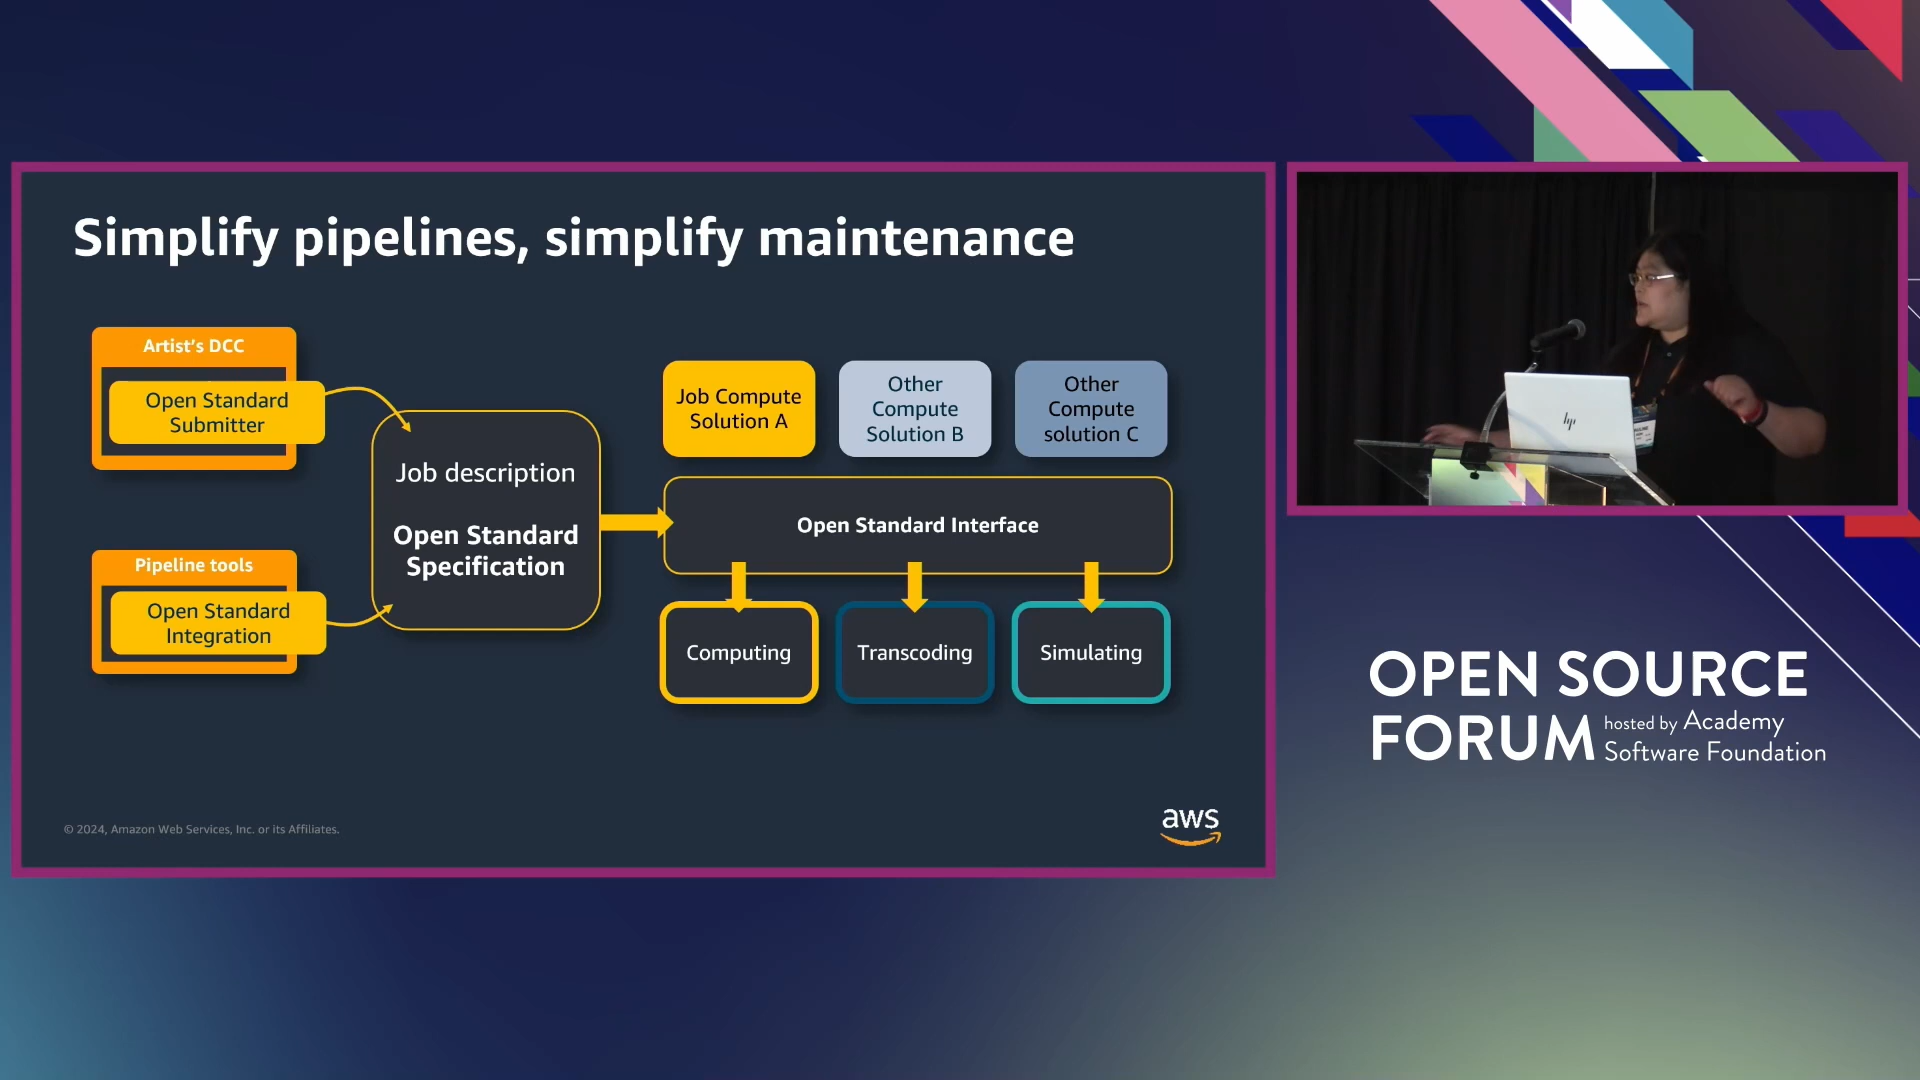 Simplify pipelines, simplify maintenance
Artist's DCC
Open Standard
Submitter
Pipeline tools
Open Standard
Integration
Job description
Open Standard
Specification
Job Compute
Solution A
Other
Compute
Solution B
Other
Compute
solution C
Open Standard Interface
Computing
Transcoding
Simulating
© 2024, Amazon Web Services, Inc. or its Affiliates.
aws
hp
OPEN SOURCE
FORUM hosted by Academy
Software Foundation